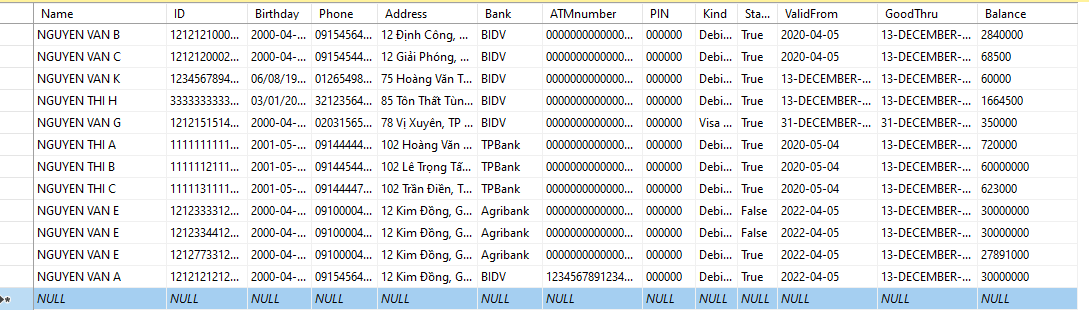 Name ID Birthday Phone Address Bank ATMnumber PIN Kind Sta... ValidFrom GoodThru Balance
NGUYEN VAN B 1212121000... 2000-04-... 09154564... 12 Định Công, ... BIDV 0000000000000... 000000 Debi... True 2020-04-05 13-DECEMBER-... 2840000
NGUYEN VAN C 1212120002... 2000-04-... 09154544... 12 Giải Phóng, ... BIDV 0000000000000... 000000 Debi... True 2020-04-05 13-DECEMBER-... 68500
NGUYEN VAN K 1234567894... 06/08/19... 01265498... 75 Hoàng Văn T... BIDV 0000000000000... 000000 Debi... True 13-DECEMBER-... 13-DECEMBER-... 60000
NGUYEN THI H 3333333333... 03/01/20... 32123564... 85 Tôn Thất Tùn... BIDV 0000000000000... 000000 Debi... True 13-DECEMBER-... 13-DECEMBER-... 1664500
NGUYEN VAN G 1212151514... 2000-04-... 02031565... 78 Vị Xuyên, TP ... BIDV 0000000000000... 000000 Visa ... True 31-DECEMBER-... 31-DECEMBER-... 350000
NGUYEN THI A 1111111111... 2001-05-... 09144444... 102 Hoàng Văn ... TPBank 0000000000000... 000000 Debi... True 2020-05-04 13-DECEMBER-... 720000
NGUYEN THI B 1111112111... 2001-05-... 09144544... 102 Lê Trọng Tấ... TPBank 0000000000000... 000000 Debi... True 2020-05-04 13-DECEMBER-... 60000000
NGUYEN THI C 1111131111... 2001-05-... 09144447... 102 Trần Điền, T... TPBank 0000000000000... 000000 Debi... True 2020-05-04 13-DECEMBER-... 623000
NGUYEN VAN E 1212333312... 2000-04-... 09100004... 12 Kim Đồng, G... Agribank 0000000000000... 000000 Debi... False 2022-04-05 13-DECEMBER-... 30000000
NGUYEN VAN E 1212334412... 2000-04-... 09100004... 12 Kim Đồng, G... Agribank 0000000000000... 000000 Debi... False 2022-04-05 13-DECEMBER-... 30000000
NGUYEN VAN E 1212773312... 2000-04-... 09100004... 12 Kim Đồng, G... Agribank 0000000000000... 000000 Debi... True 2022-04-05 13-DECEMBER-... 27891000
NGUYEN VAN A 1212121212... 2000-04-... 09154564... 12 Kim Đồng, G... BIDV 1234567891234... 000000 Debi... True 2022-04-05 13-DECEMBER-... 30000000
NULL NULL NULL NULL NULL NULL NULL NULL NULL NULL NULL NULL NULL